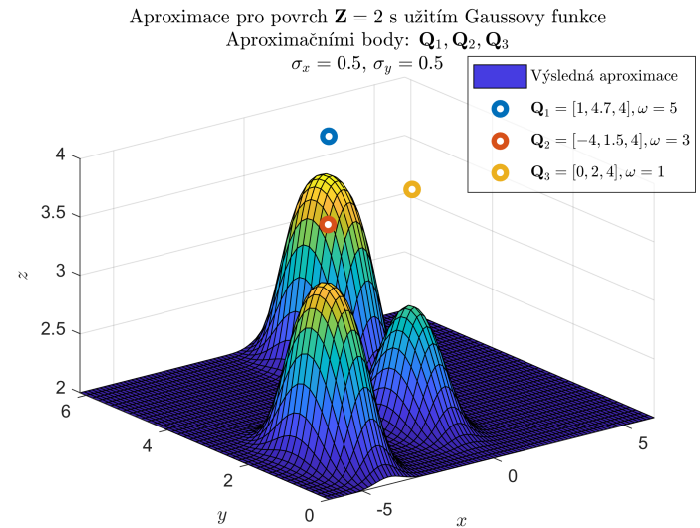 Aproximace pro povrch Z = 2 s užitím Gaussovy funkce
Aproximačními body: Q₁, Q₂, Q₃
σₓ = 0.5, σᵧ = 0.5
Výsledná aproximace
Q₁ = [1, 4.7, 4], ω = 5
Q₂ = [−4, 1.5, 4], ω = 3
Q₃ = [0, 2, 4], ω = 1
4
3.5
3
2.5
2
z
6
4
2
0
y
-5
0
5
x